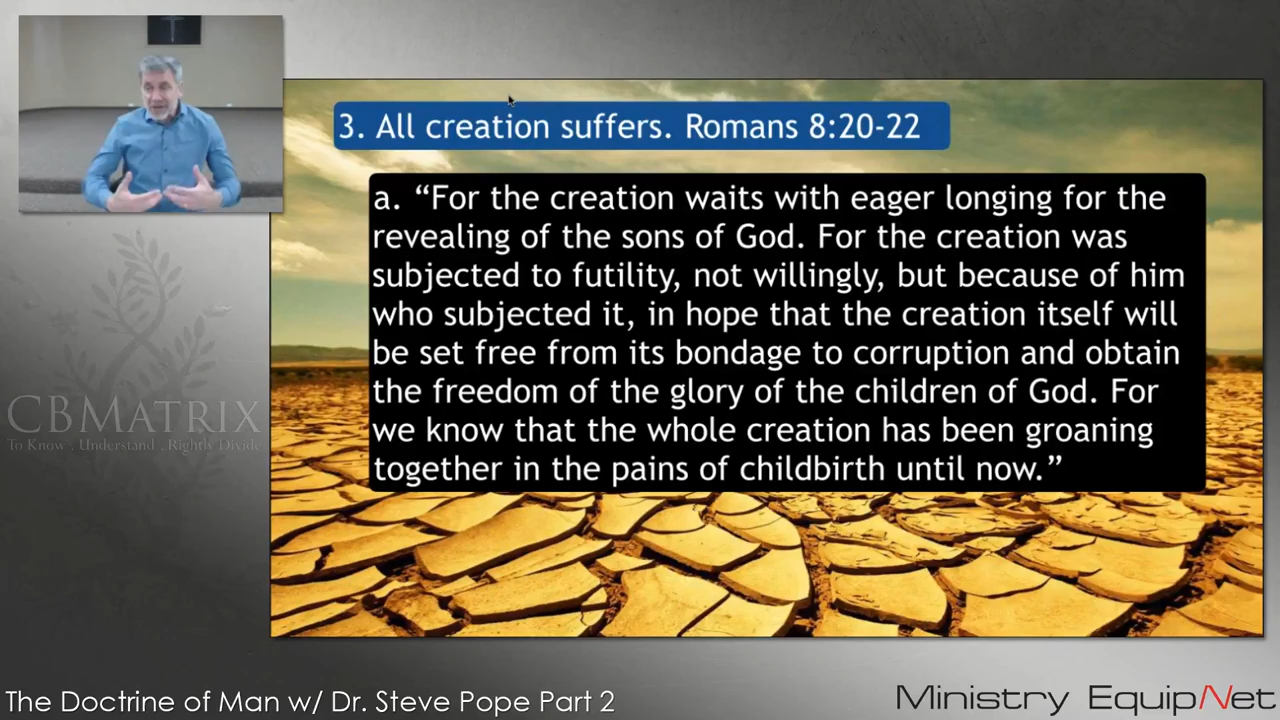 3. All creation suffers. Romans 8:20-22
a. “For the creation waits with eager longing for the
revealing of the sons of God. For the creation was
subjected to futility, not willingly, but because of him
who subjected it, in hope that the creation itself will
be set free from its bondage to corruption and obtain
the freedom of the glory of the children of God. For
we know that the whole creation has been groaning
together in the pains of childbirth until now.”
CBMATRIX
To Know . Understand . Rightly Divide
The Doctrine of Man w/ Dr. Steve Pope Part 2
Ministry EquipNet